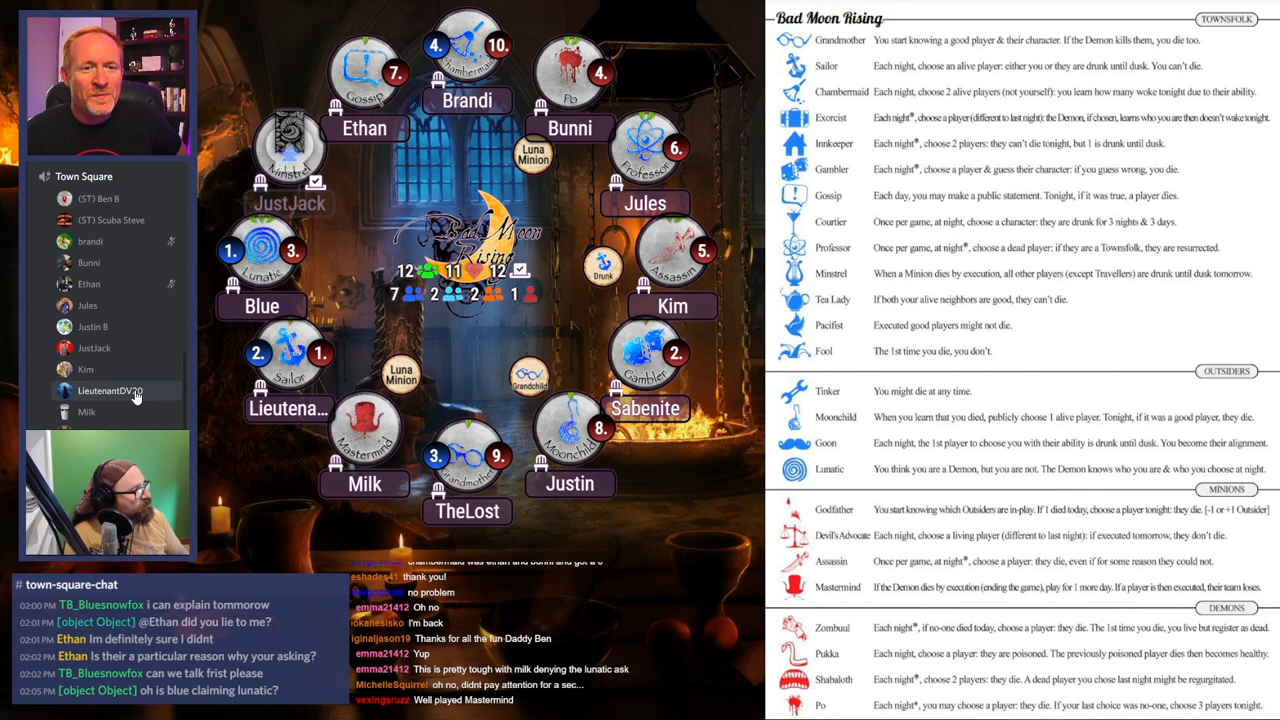 Town Square
(ST) Ben B
(ST) Scuba Steve
brandi
Bunni
Ethan
Jules
Justin B
JustJack
Kim
LieutenantDV20
Milk
# town-square-chat
02:00 PM TB_Bluesnowfox i can explain tommorow
02:01 PM [object Object] @Ethan did you lie to me?
02:01 PM Ethan Im definitely sure I didnt
02:02 PM Ethan Is their a particular reason why your asking?
02:02 PM TB_Bluesnowfox can we talk frist please
02:05 PM [object Object] oh is blue claiming lunatic?
Gossip
7.
Ethan
4.
Chambermaid
10.
Brandi
Po
4.
Bunni
Luna Minion
Professor
6.
Jules
Minstrel
JustJack
1.
Lunatic
3.
Blue
Bad Moon Rising
12 11 12
7 2 2 1
Drunk
Assassin
5.
Kim
2.
Sailor
1.
Lieutena...
Luna Minion
Grandchild
Gambler
2.
Sabenite
Mastermind
Milk
3.
Grandmother
9.
TheLost
Moonchild
8.
Justin
eshades41 thank you!
no problem
emma21412 Oh no
okanesisko I'm back
iginaljason19 Thanks for all the fun Daddy Ben
emma21412 Yup
emma21412 This is pretty tough with milk denying the lunatic ask
MichelleSquirrel oh no, didnt pay attention for a sec...
vexingsruzz Well played Mastermind
Bad Moon Rising
TOWNSFOLK
Grandmother You start knowing a good player & their character. If the Demon kills them, you die too.
Sailor Each night, choose an alive player: either you or they are drunk until dusk. You can't die.
Chambermaid Each night, choose 2 alive players (not yourself): you learn how many woke tonight due to their ability.
Exorcist Each night*, choose a player (different to last night): the Demon, if chosen, learns who you are then doesn't wake tonight.
Innkeeper Each night*, choose 2 players: they can't die tonight, but 1 is drunk until dusk.
Gambler Each night*, choose a player & guess their character: if you guess wrong, you die.
Gossip Each day, you may make a public statement. Tonight, if it was true, a player dies.
Courtier Once per game, at night, choose a character: they are drunk for 3 nights & 3 days.
Professor Once per game, at night*, choose a dead player: if they are a Townsfolk, they are resurrected.
Minstrel When a Minion dies by execution, all other players (except Travellers) are drunk until dusk tomorrow.
Tea Lady If both your alive neighbors are good, they can't die.
Pacifist Executed good players might not die.
Fool The 1st time you die, you don't.
OUTSIDERS
Tinker You might die at any time.
Moonchild When you learn that you died, publicly choose 1 alive player. Tonight, if it was a good player, they die.
Goon Each night, the 1st player to choose you with their ability is drunk until dusk. You become their alignment.
Lunatic You think you are a Demon, but you are not. The Demon knows who you are & who you choose at night.
MINIONS
Godfather You start knowing which Outsiders are in-play. If 1 died today, choose a player tonight: they die. [-1 or +1 Outsider]
Devil's Advocate Each night, choose a living player (different to last night): if executed tomorrow, they don't die.
Assassin Once per game, at night*, choose a player: they die, even if for some reason they could not.
Mastermind If the Demon dies by execution (ending the game), play for 1 more day. If a player is then executed, their team loses.
DEMONS
Zombuul Each night*, if no-one died today, choose a player: they die. The 1st time you die, you live but register as dead.
Pukka Each night, choose a player: they are poisoned. The previously poisoned player dies then becomes healthy.
Shabaloth Each night*, choose 2 players: they die. A dead player you chose last night might be regurgitated.
Po Each night*, you may choose a player: they die. If your last choice was no-one, choose 3 players tonight.